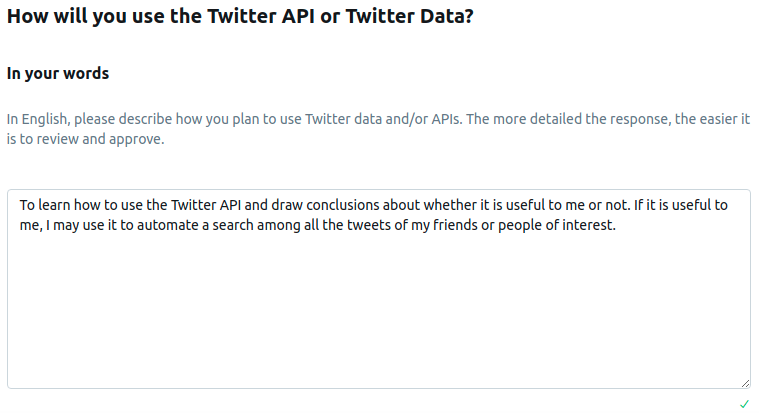 How will you use the Twitter API or Twitter Data?
In your words
In English, please describe how you plan to use Twitter data and/or APIs. The more detailed the response, the easier it
is to review and approve.
To learn how to use the Twitter API and draw conclusions about whether it is useful to me or not. If it is useful to
me, I may use it to automate a search among all the tweets of my friends or people of interest.